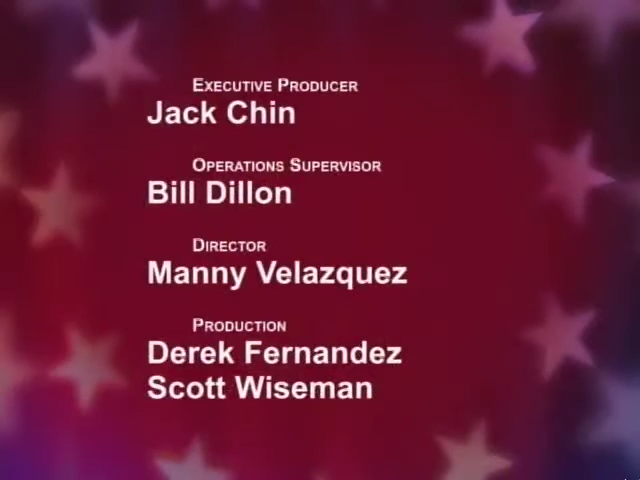 Executive Producer
Jack Chin
Operations Supervisor
Bill Dillon
Director
Manny Velazquez
Production
Derek Fernandez
Scott Wiseman